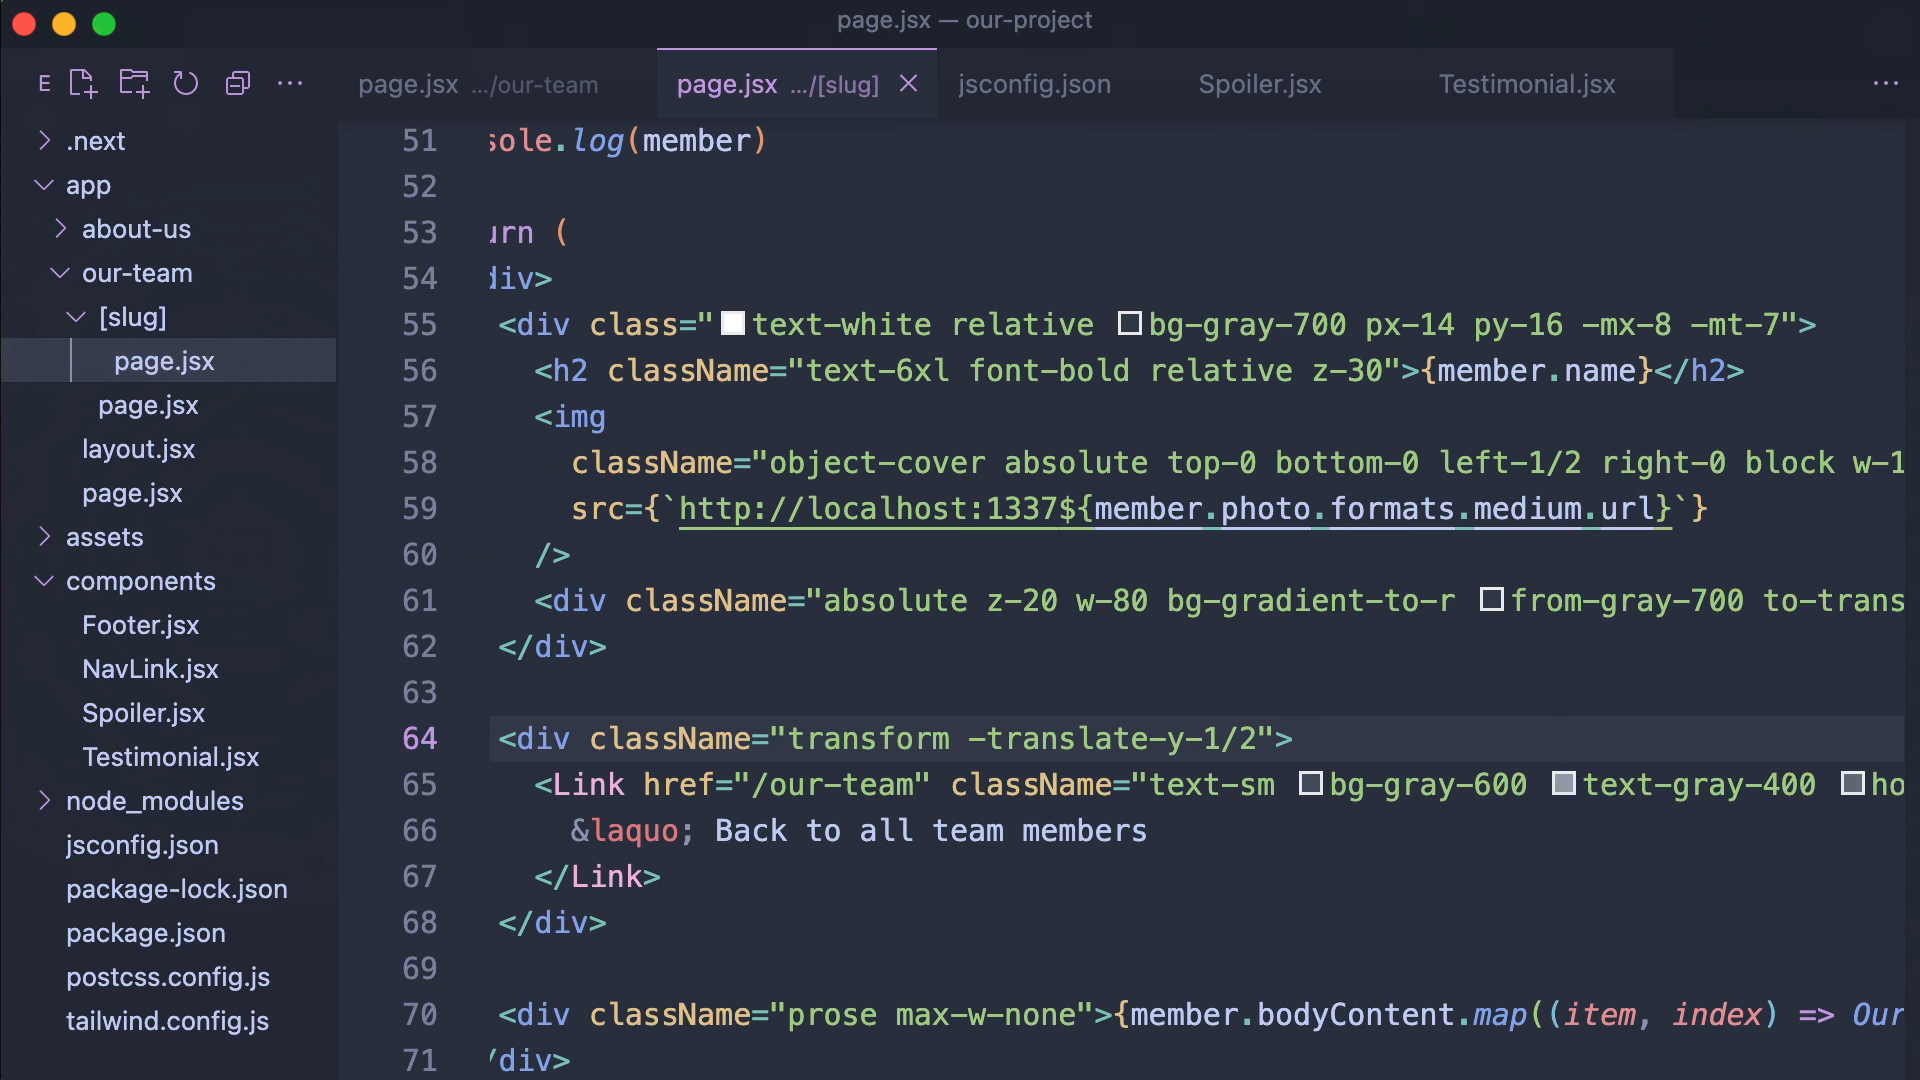 page.jsx — our-project
E
page.jsx .../our-team
page.jsx .../[slug]
jsconfig.json
Spoiler.jsx
Testimonial.jsx
.next
app
about-us
our-team
[slug]
page.jsx
page.jsx
layout.jsx
page.jsx
assets
components
Footer.jsx
NavLink.jsx
Spoiler.jsx
Testimonial.jsx
node_modules
jsconfig.json
package-lock.json
package.json
postcss.config.js
tailwind.config.js
51 sole.log(member)
52
53 urn (
54 div>
55 <div class="text-white relative bg-gray-700 px-14 py-16 -mx-8 -mt-7">
56 <h2 className="text-6xl font-bold relative z-30">{member.name}</h2>
57 <img
58 className="object-cover absolute top-0 bottom-0 left-1/2 right-0 block w-1
59 src={`http://localhost:1337${member.photo.formats.medium.url}`}
60 />
61 <div className="absolute z-20 w-80 bg-gradient-to-r from-gray-700 to-trans
62 </div>
63
64 <div className="transform -translate-y-1/2">
65 <Link href="/our-team" className="text-sm bg-gray-600 text-gray-400 ho
66 &laquo; Back to all team members
67 </Link>
68 </div>
69
70 <div className="prose max-w-none">{member.bodyContent.map((item, index) => Our
71 /div>